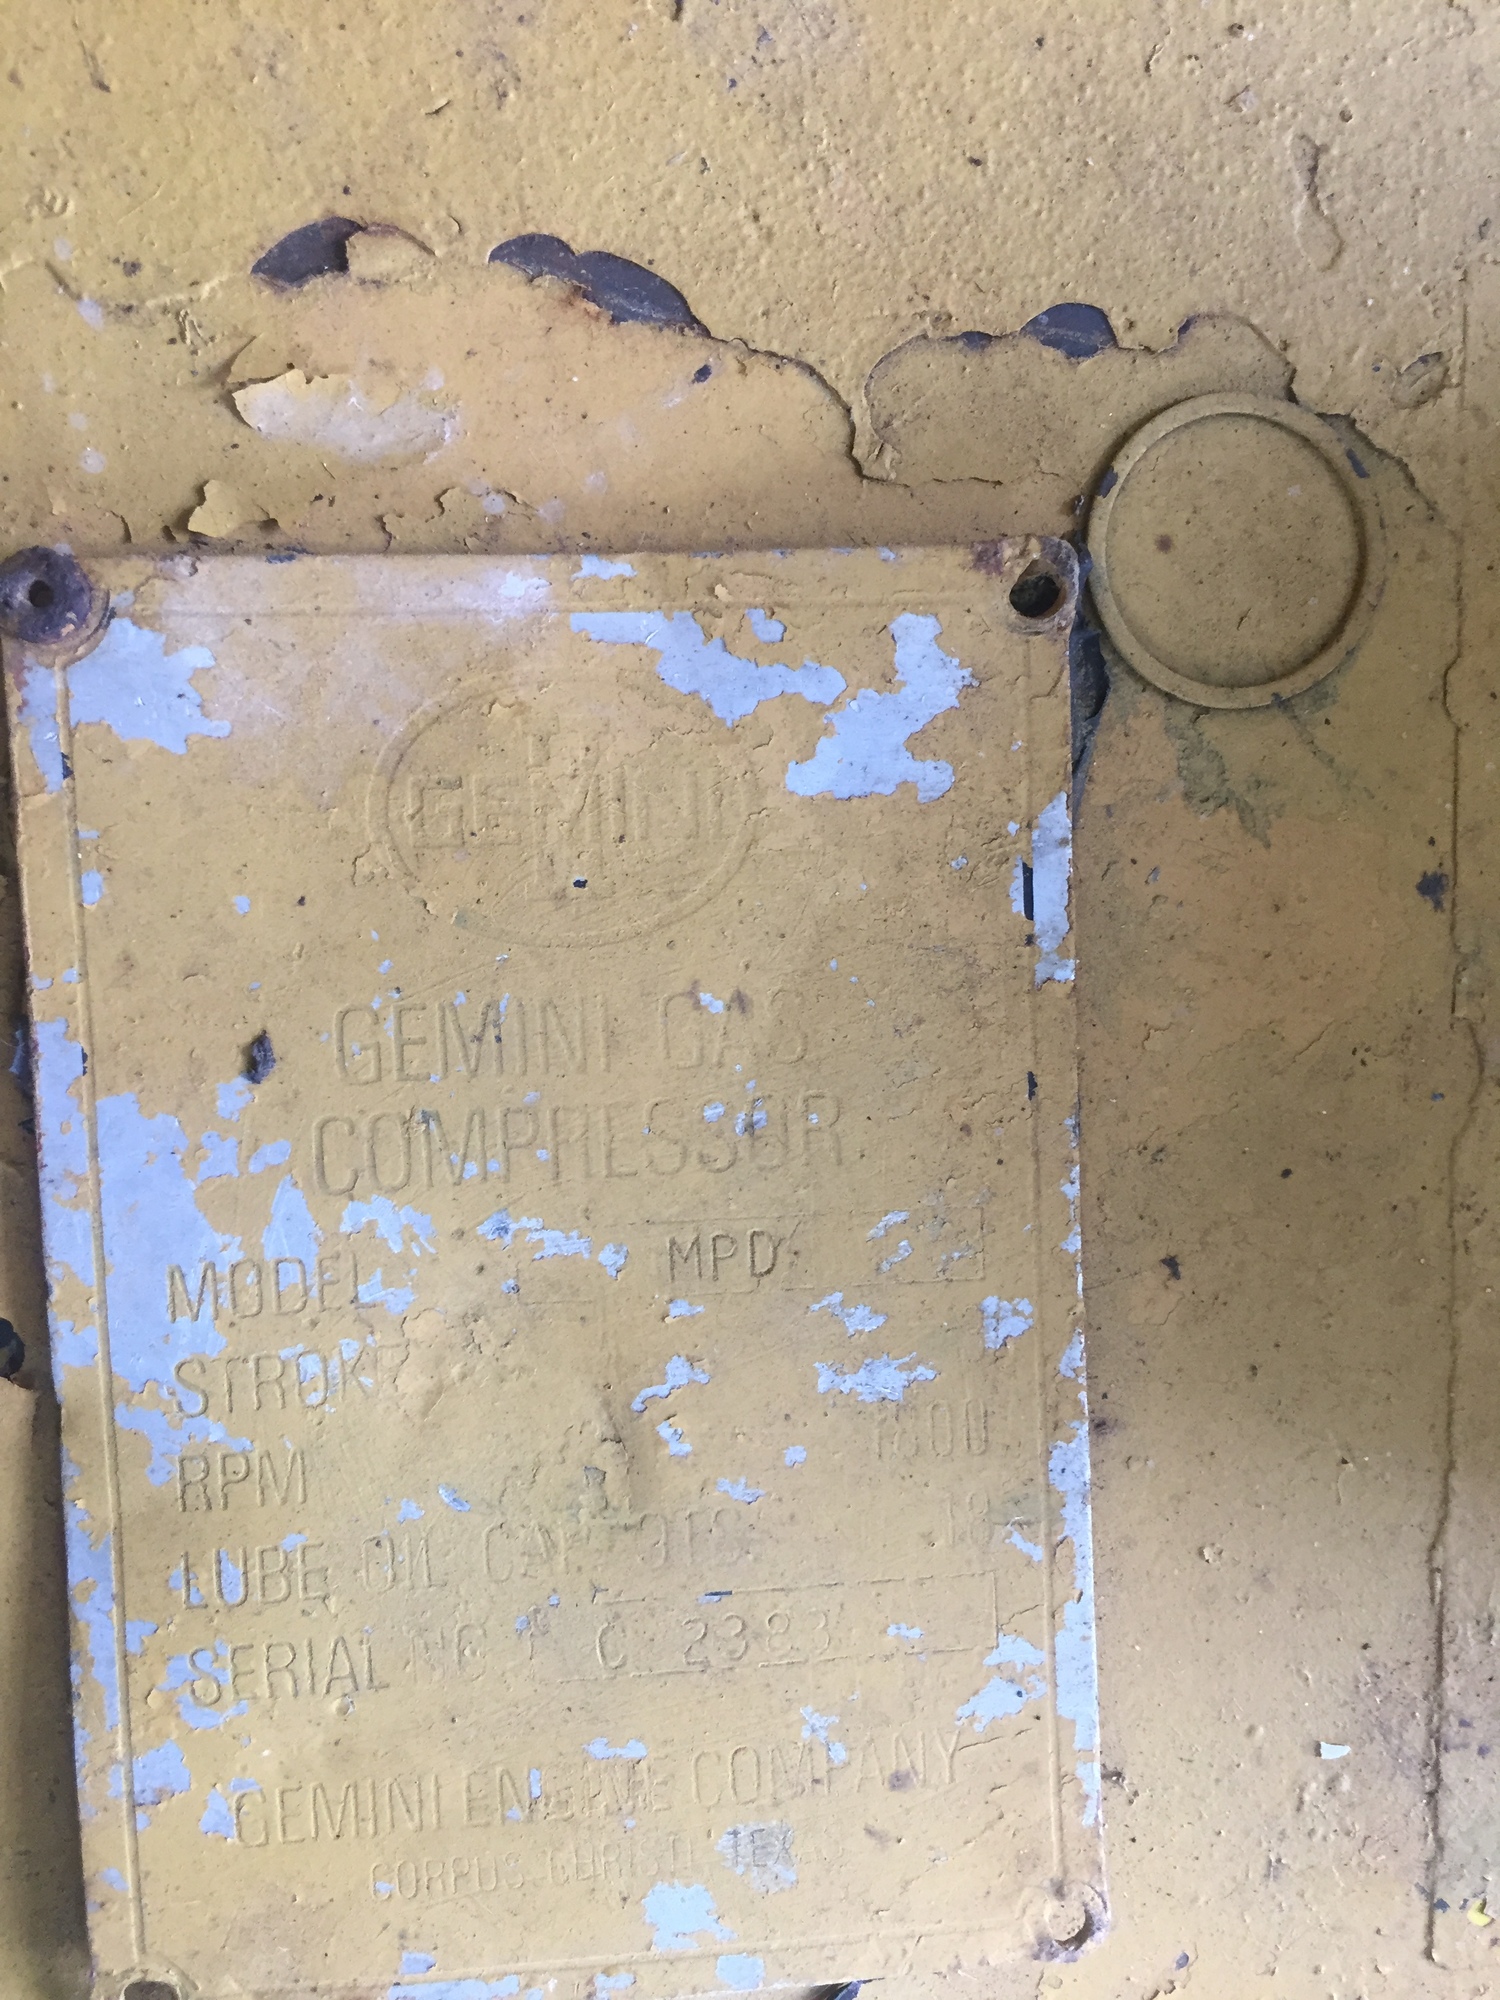 GEMINI
GEMINI GAS
COMPRESSOR
MODEL MPD
STROKE
RPM 1800
LUBE OIL CAP. QTS. 18
SERIAL NO. C 2383
GEMINI ENGINE COMPANY
CORPUS CHRISTI, TEXAS